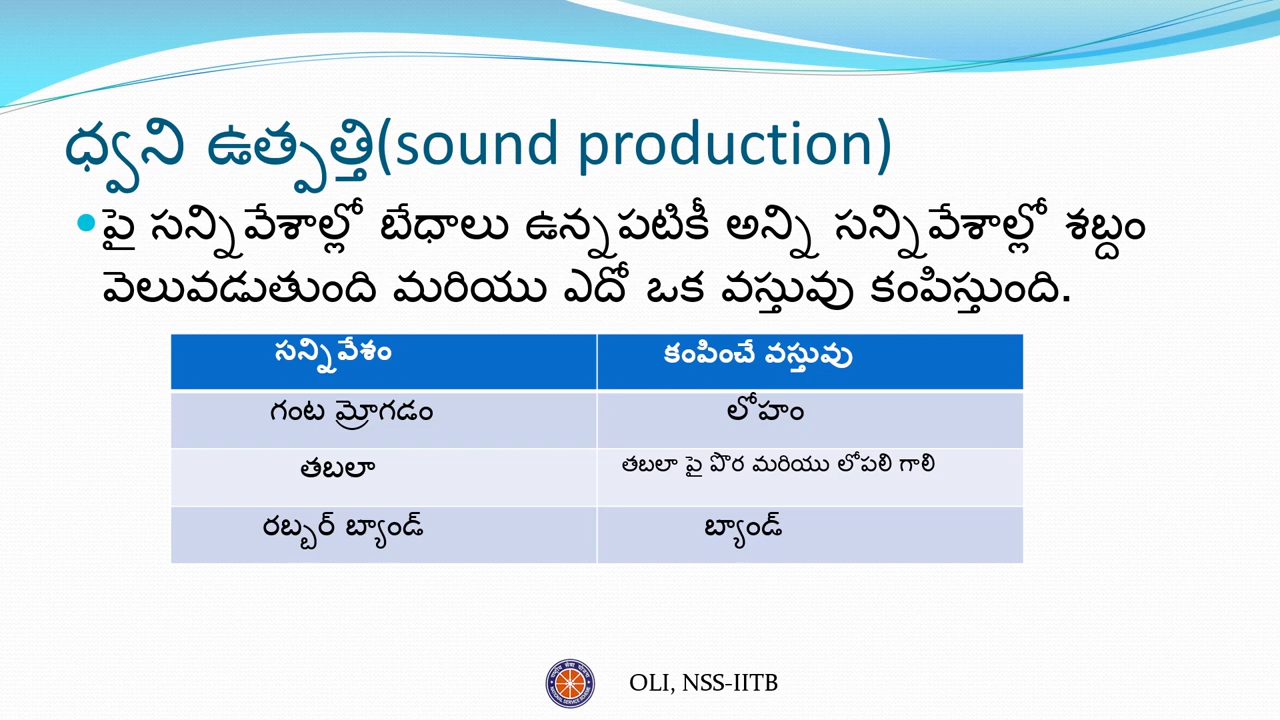 ధ్వని ఉత్పత్తి(sound production)
పై సన్నివేశాల్లో బేధాలు ఉన్నపటికీ అన్ని సన్నివేశాల్లో శబ్దం
వెలువడుతుంది మరియు ఏదో ఒక వస్తువు కంపిస్తుంది.
సన్నివేశం కంపించే వస్తువు
గంట మ్రోగడం లోహం
తబలా తబలా పై పొర మరియు లోపలి గాలి
రబ్బర్ బ్యాండ్ బ్యాండ్
OLI, NSS-IITB